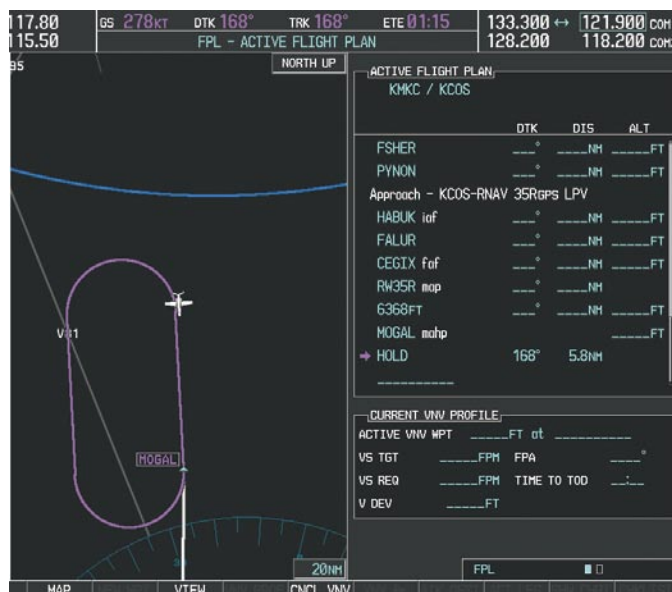 117.80 GS 278KT DTK 168° TRK 168° ETE 01:15 133.300 ↔ 121.900 COM
115.50 FPL - ACTIVE FLIGHT PLAN 128.200 118.200 COM
95 NORTH UP
ACTIVE FLIGHT PLAN
KMKC / KCOS
DTK DIS ALT
FSHER ___° ____NM _____FT
PYNON ___° ____NM _____FT
Approach - KCOS-RNAV 35RGPS LPV
HABUK iaf ___° ____NM _____FT
FALUR ___° ____NM _____FT
CEGIX faf ___° ____NM _____FT
RW35R map ___° ____NM
6368FT ___° ____NM _____FT
MOGAL mahp _____FT
HOLD 168° 5.8NM
V81
MOGAL
20NM
CURRENT VNV PROFILE
ACTIVE VNV WPT _____FT at __________
VS TGT _____FPM FPA ____°
VS REQ _____FPM TIME TO TOD __:__
V DEV _____FT
FPL
MAP VIEW CNCL VNV